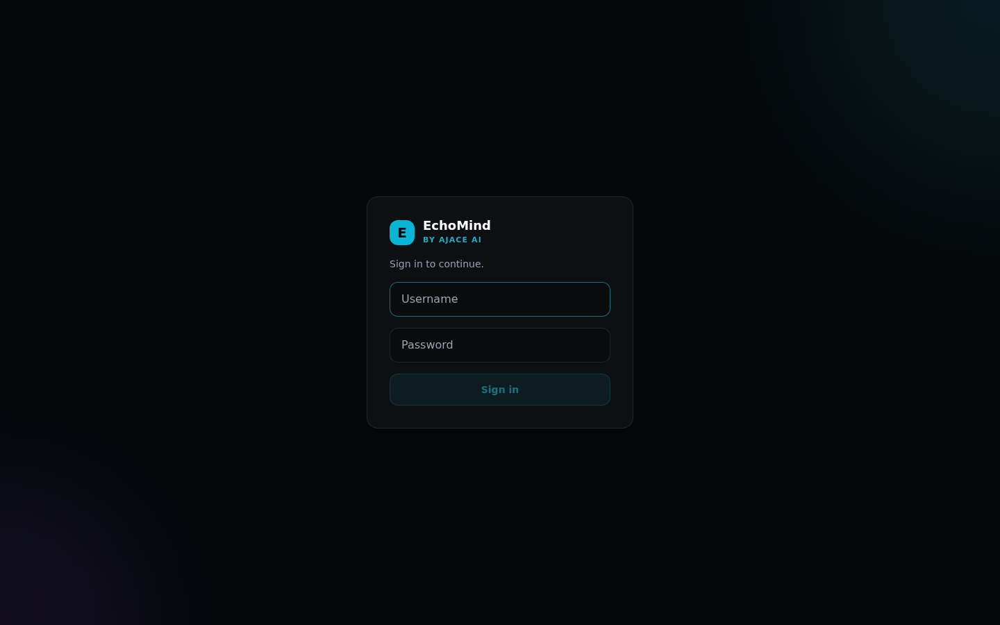 E
EchoMind
BY AJACE AI
Sign in to continue.
Username
Password
Sign in